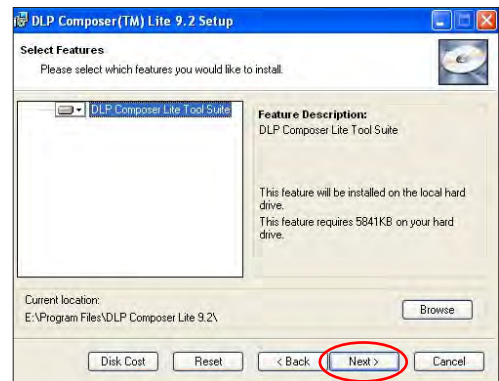 DLP Composer(TM) Lite 9.2 Setup
Select Features
Please select which features you would like to install.
DLP Composer Lite Tool Suite
Feature Description:
DLP Composer Lite Tool Suite
This feature will be installed on the local hard
drive.
This feature requires 5841KB on your hard
drive.
Current location:
E:\Program Files\DLP Composer Lite 9.2\
Browse
Disk Cost
Reset
< Back
Next >
Cancel